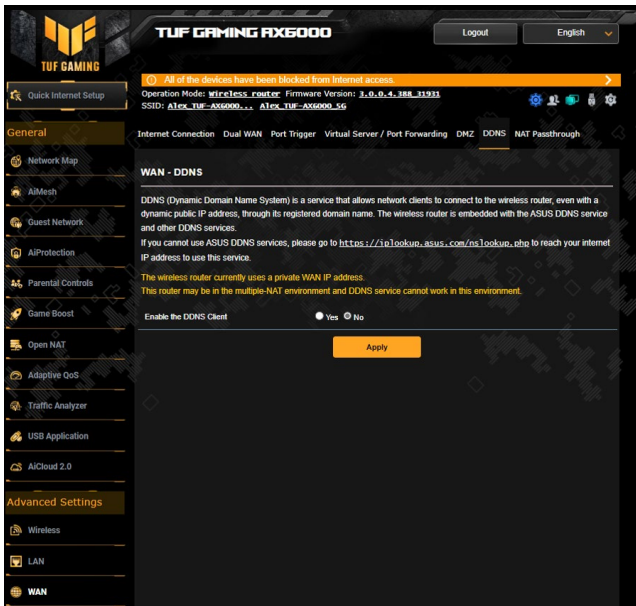 TUF GAMING
TUF GAMING AX6000
Logout
English
All of the devices have been blocked from Internet access.
Quick Internet Setup
Operation Mode: Wireless router Firmware Version: 3.0.0.4.388_31931
SSID: Alex_TUF-AX6000... Alex_TUF-AX6000_5G
General
Internet Connection Dual WAN Port Trigger Virtual Server / Port Forwarding DMZ DDNS NAT Passthrough
Network Map
AiMesh
Guest Network
AiProtection
Parental Controls
Game Boost
Open NAT
Adaptive QoS
Traffic Analyzer
USB Application
AiCloud 2.0
Advanced Settings
Wireless
LAN
WAN
WAN - DDNS
DDNS (Dynamic Domain Name System) is a service that allows network clients to connect to the wireless router, even with a
dynamic public IP address, through its registered domain name. The wireless router is embedded with the ASUS DDNS service
and other DDNS services.
If you cannot use ASUS DDNS services, please go to https://iplookup.asus.com/nslookup.php to reach your internet
IP address to use this service.
The wireless router currently uses a private WAN IP address.
This router may be in the multiple-NAT environment and DDNS service cannot work in this environment.
Enable the DDNS Client Yes No
Apply